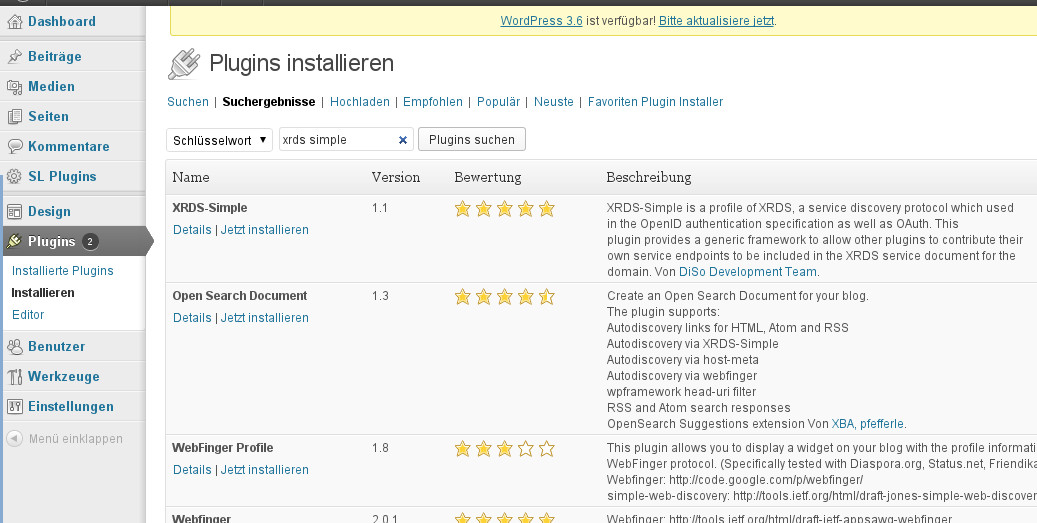 WordPress 3.6 ist verfügbar! Bitte aktualisiere jetzt.
Dashboard
Beiträge
Medien
Seiten
Kommentare
SL Plugins
Design
Plugins 2
Installierte Plugins
Installieren
Editor
Benutzer
Werkzeuge
Einstellungen
Menü einklappen
Plugins installieren
Suchen | Suchergebnisse | Hochladen | Empfohlen | Populär | Neuste | Favoriten Plugin Installer
Schlüsselwort xrds simple Plugins suchen
Name Version Bewertung Beschreibung
XRDS-Simple 1.1
Details | Jetzt installieren
XRDS-Simple is a profile of XRDS, a service discovery protocol which used
in the OpenID authentication specification as well as OAuth. This
plugin provides a generic framework to allow other plugins to contribute their
own service endpoints to be included in the XRDS service document for the
domain. Von DiSo Development Team.
Open Search Document 1.3
Details | Jetzt installieren
Create an Open Search Document for your blog.
The plugin supports:
Autodiscovery links for HTML, Atom and RSS
Autodiscovery via XRDS-Simple
Autodiscovery via host-meta
Autodiscovery via webfinger
wpframework head-uri filter
RSS and Atom search responses
OpenSearch Suggestions extension Von XBA, pfefferle.
WebFinger Profile 1.8
Details | Jetzt installieren
This plugin allows you to display a widget on your blog with the profile informati
WebFinger protocol. (Specifically tested with Diaspora.org, Status.net, Friendika
Webfinger: http://code.google.com/p/webfinger/
simple-web-discovery: http://tools.ietf.org/html/draft-jones-simple-web-discover
Webfinger 2.0.1
Webfinger: http://tools.ietf.org/html/draft-ietf-appsawg-webfinger